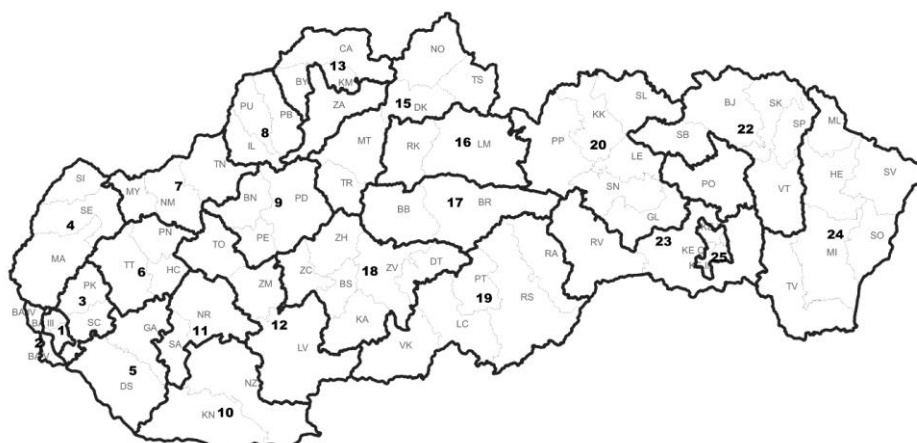 CA
NO
13
BY
KM
TS
SL
PU
PB
ZA
15
DK
KK
BJ
SK
SP
ML
8
IL
MT
RK
16
LM
PP
20
SB
22
LE
HE
SV
SI
TN
MY
7
NM
BN
9
PD
TR
SN
PO
VT
SE
4
PN
PE
BB
17
BR
GL
MA
TT
6
HC
TO
ZH
RV
23
KE
25
24
SO
MI
3
PK
ZM
ZC
18
ZV
DT
BS
PT
19
RS
RA
TV
BA
III
1
SC
GA
NR
11
12
KA
LC
2
BA V
5
SA
LV
VK
DS
NZ
KN
10